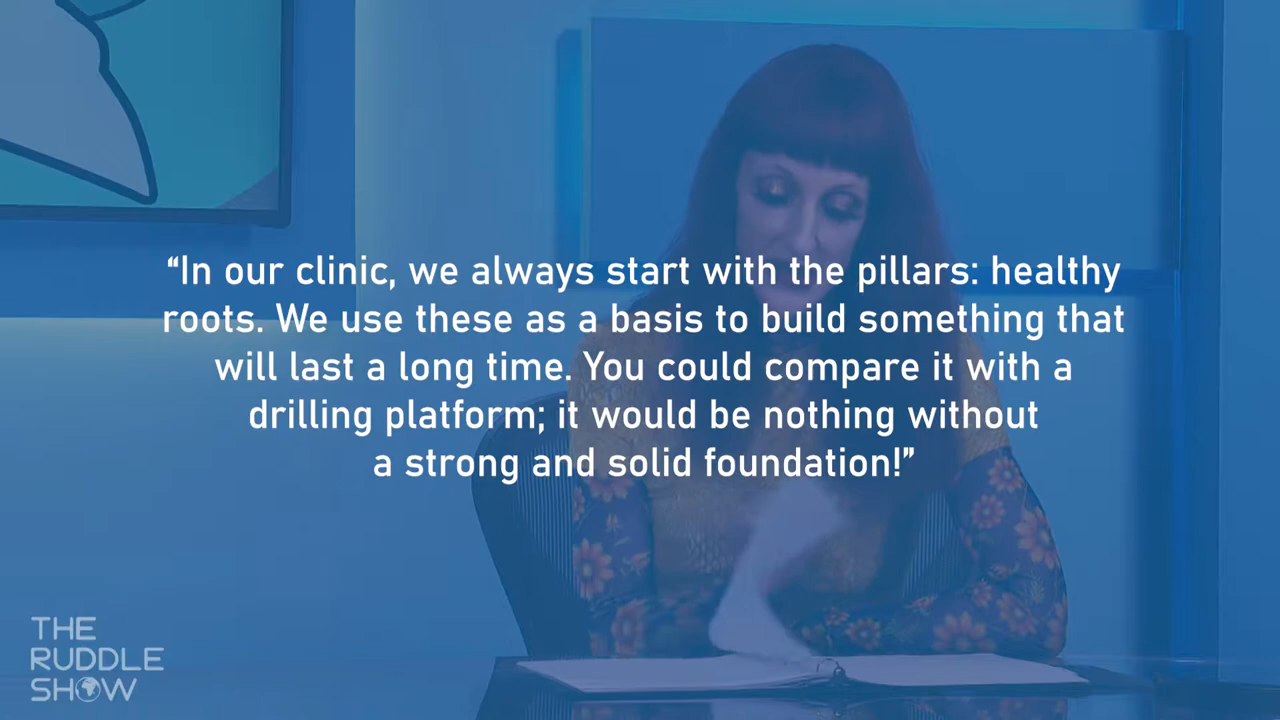 “In our clinic, we always start with the pillars: healthy
roots. We use these as a basis to build something that
will last a long time. You could compare it with a
drilling platform; it would be nothing without
a strong and solid foundation!”
THE
RUDDLE
SHOW